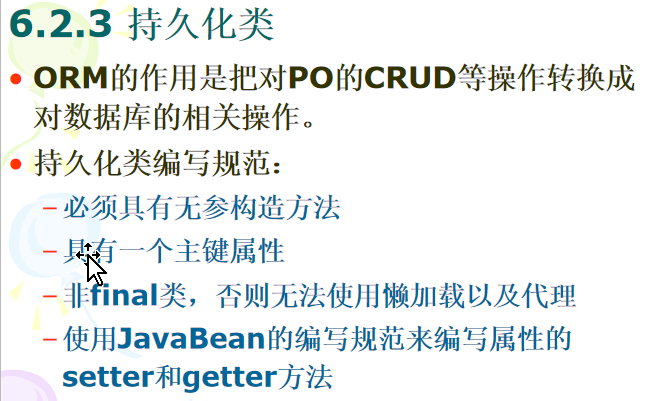 6.2.3 持久化类
ORM的作用是把对PO的CRUD等操作转换成
对数据库的相关操作。
持久化类编写规范：
–必须具有无参构造方法
–具有一个主键属性
–非final类，否则无法使用懒加载以及代理
–使用JavaBean的编写规范来编写属性的
setter和getter方法